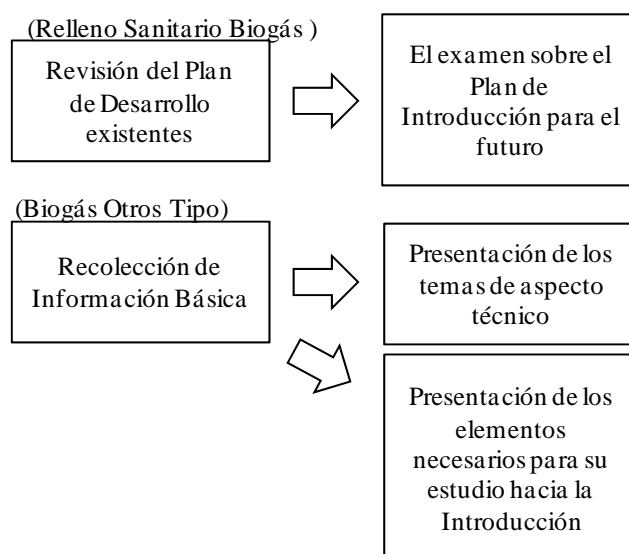 (Relleno Sanitario Biogás )
Revisión del Plan
de Desarrollo
existentes
El examen sobre el
Plan de
Introducción para el
futuro
(Biogás Otros Tipo)
Recolección de
Información Básica
Presentación de los
temas de aspecto
técnico
Presentación de los
elementos
necesarios para su
estudio hacia la
Introducción